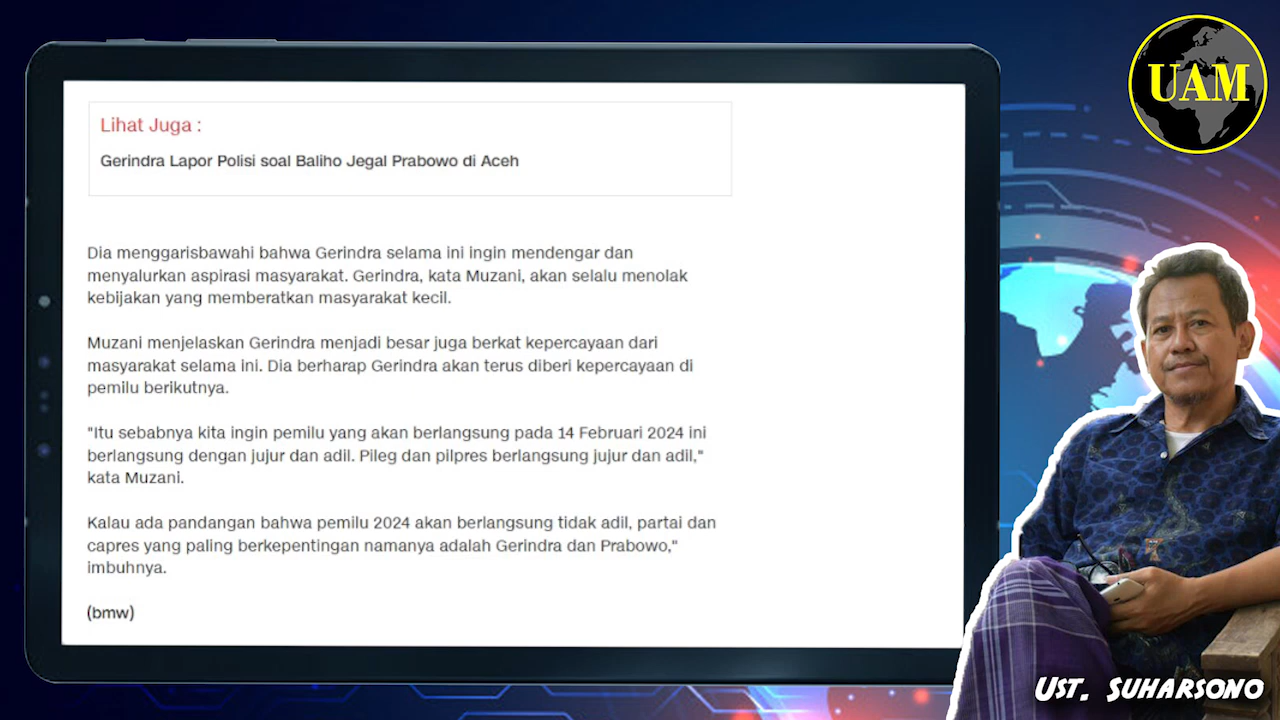 UAM
Lihat Juga :
Gerindra Lapor Polisi soal Baliho Jegal Prabowo di Aceh
Dia menggarisbawahi bahwa Gerindra selama ini ingin mendengar dan
menyalurkan aspirasi masyarakat. Gerindra, kata Muzani, akan selalu menolak
kebijakan yang memberatkan masyarakat kecil.
Muzani menjelaskan Gerindra menjadi besar juga berkat kepercayaan dari
masyarakat selama ini. Dia berharap Gerindra akan terus diberi kepercayaan di
pemilu berikutnya.
"Itu sebabnya kita ingin pemilu yang akan berlangsung pada 14 Februari 2024 ini
berlangsung dengan jujur dan adil. Pileg dan pilpres berlangsung jujur dan adil,"
kata Muzani.
Kalau ada pandangan bahwa pemilu 2024 akan berlangsung tidak adil, partai dan
capres yang paling berkepentingan namanya adalah Gerindra dan Prabowo,"
imbuhnya.
(bmw)
UST. SUHARSONO